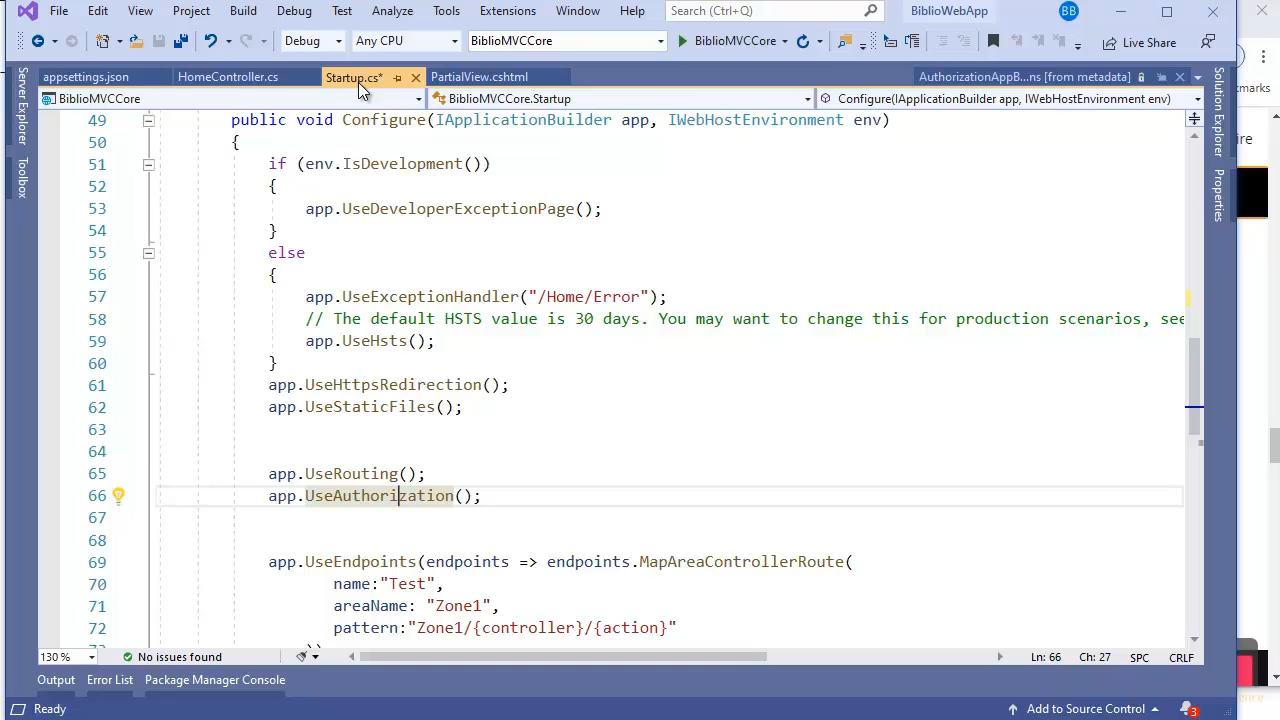 File Edit View Project Build Debug Test Analyze Tools Extensions Window Help Search (Ctrl+Q) BiblioWebApp BB
Debug Any CPU BiblioMVCCore BiblioMVCCore Live Share
appsettings.json HomeController.cs Startup.cs* PartialView.cshtml AuthorizationAppB...ns [from metadata]
BiblioMVCCore BiblioMVCCore.Startup Configure(IApplicationBuilder app, IWebHostEnvironment env)
Server Explorer
Toolbox
Solution Explorer
Properties
49 public void Configure(IApplicationBuilder app, IWebHostEnvironment env)
50 {
51 if (env.IsDevelopment())
52 {
53 app.UseDeveloperExceptionPage();
54 }
55 else
56 {
57 app.UseExceptionHandler("/Home/Error");
58 // The default HSTS value is 30 days. You may want to change this for production scenarios, see
59 app.UseHsts();
60 }
61 app.UseHttpsRedirection();
62 app.UseStaticFiles();
63
64
65 app.UseRouting();
66 app.UseAuthorization();
67
68
69 app.UseEndpoints(endpoints => endpoints.MapAreaControllerRoute(
70 name:"Test",
71 areaName: "Zone1",
72 pattern:"Zone1/{controller}/{action}"
130 % No issues found Ln: 66 Ch: 27 SPC CRLF
Output Error List Package Manager Console
Ready Add to Source Control 3